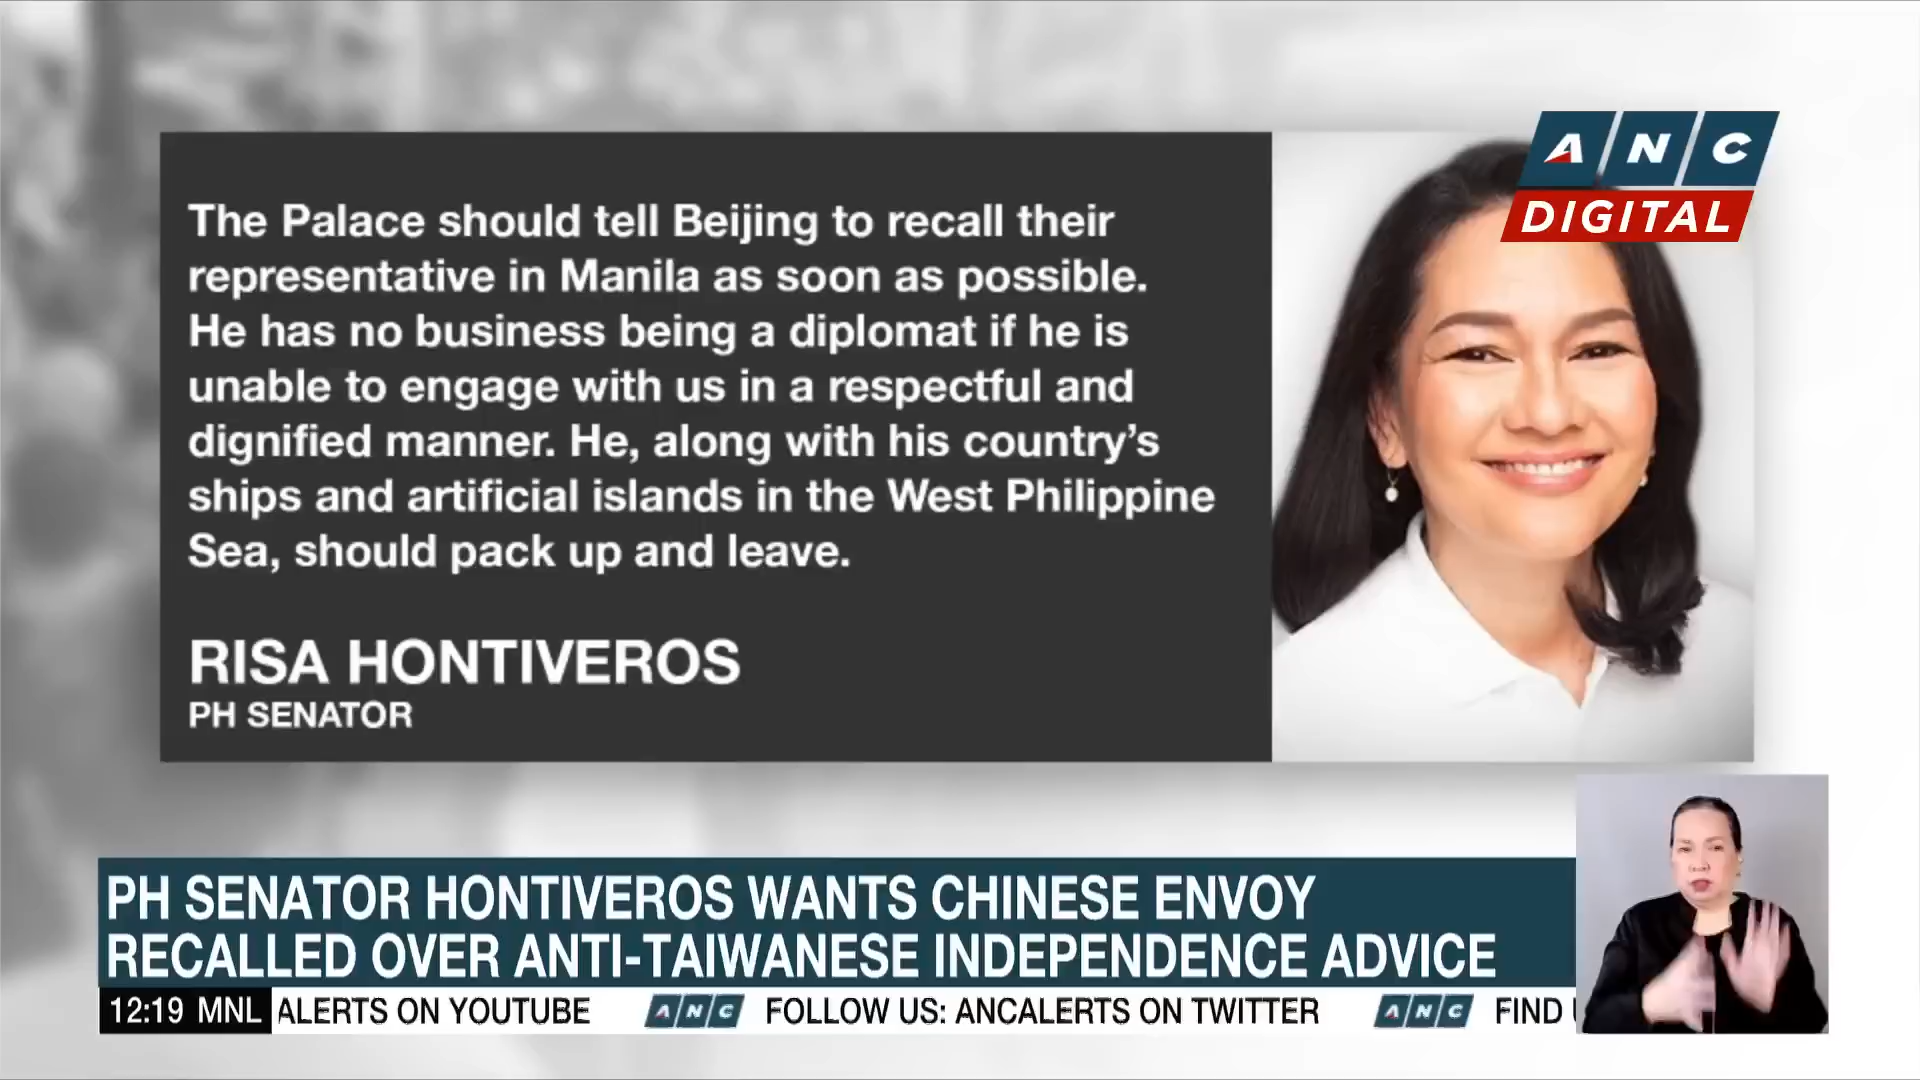 ANC
DIGITAL
The Palace should tell Beijing to recall their
representative in Manila as soon as possible.
He has no business being a diplomat if he is
unable to engage with us in a respectful and
dignified manner. He, along with his country's
ships and artificial islands in the West Philippine
Sea, should pack up and leave.
RISA HONTIVEROS
PH SENATOR
PH SENATOR HONTIVEROS WANTS CHINESE ENVOY
RECALLED OVER ANTI-TAIWANESE INDEPENDENCE ADVICE
12:19 MNL ALERTS ON YOUTUBE ANC FOLLOW US: ANCALERTS ON TWITTER ANC FIND